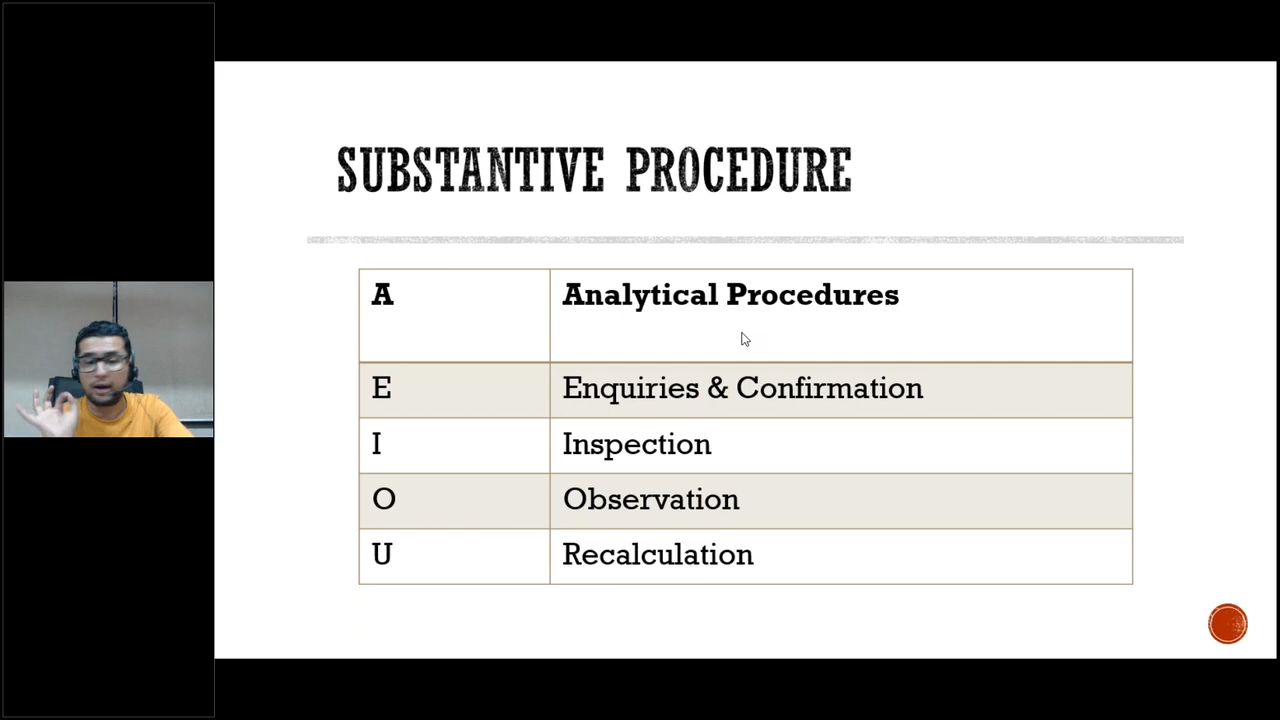 SUBSTANTIVE PROCEDURE
A Analytical Procedures
E Enquiries & Confirmation
I Inspection
O Observation
U Recalculation